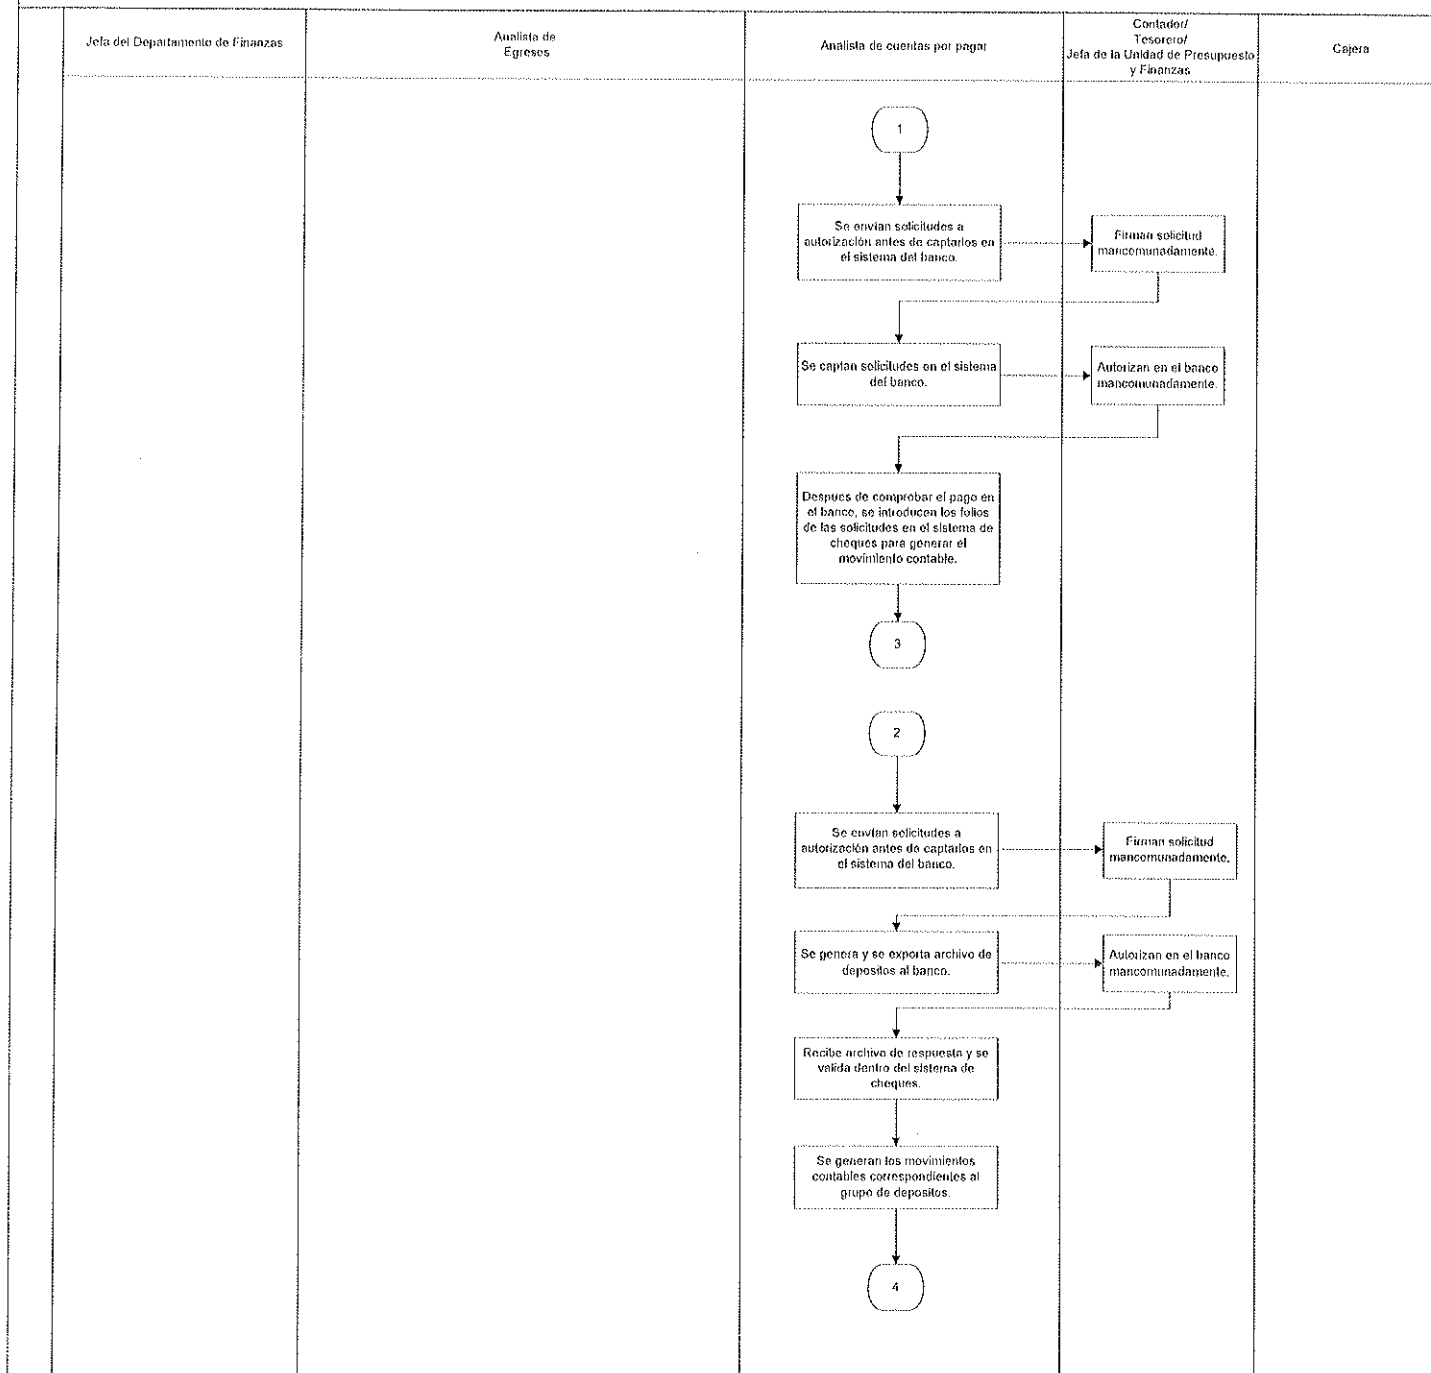 Jefa del Departamento de Finanzas
Analista de
Egresos
Analista de cuentas por pagar
Contador/
Tesorero/
Jefa de la Unidad de Presupuesto
y Finanzas
Cajera
1
Se envían solicitudes a
autorización antes de captarlos en
el sistema del banco.
Firman solicitud
mancomunadamente.
Se captan solicitudes en el sistema
del banco.
Autorizan en el banco
mancomunadamente.
Despues de comprobar el pago en
el banco, se introducen los folios
de las solicitudes en el sistema de
cheques para generar el
movimiento contable.
3
2
Se envían solicitudes a
autorización antes de captarlos en
el sistema del banco.
Firman solicitud
mancomunadamente.
Se genera y se exporta archivo de
depositos al banco.
Autorizan en el banco
mancomunadamente.
Recibe archivo de respuesta y se
valida dentro del sistema de
cheques.
Se generan los movimientos
contables correspondientes al
grupo de depositos.
4